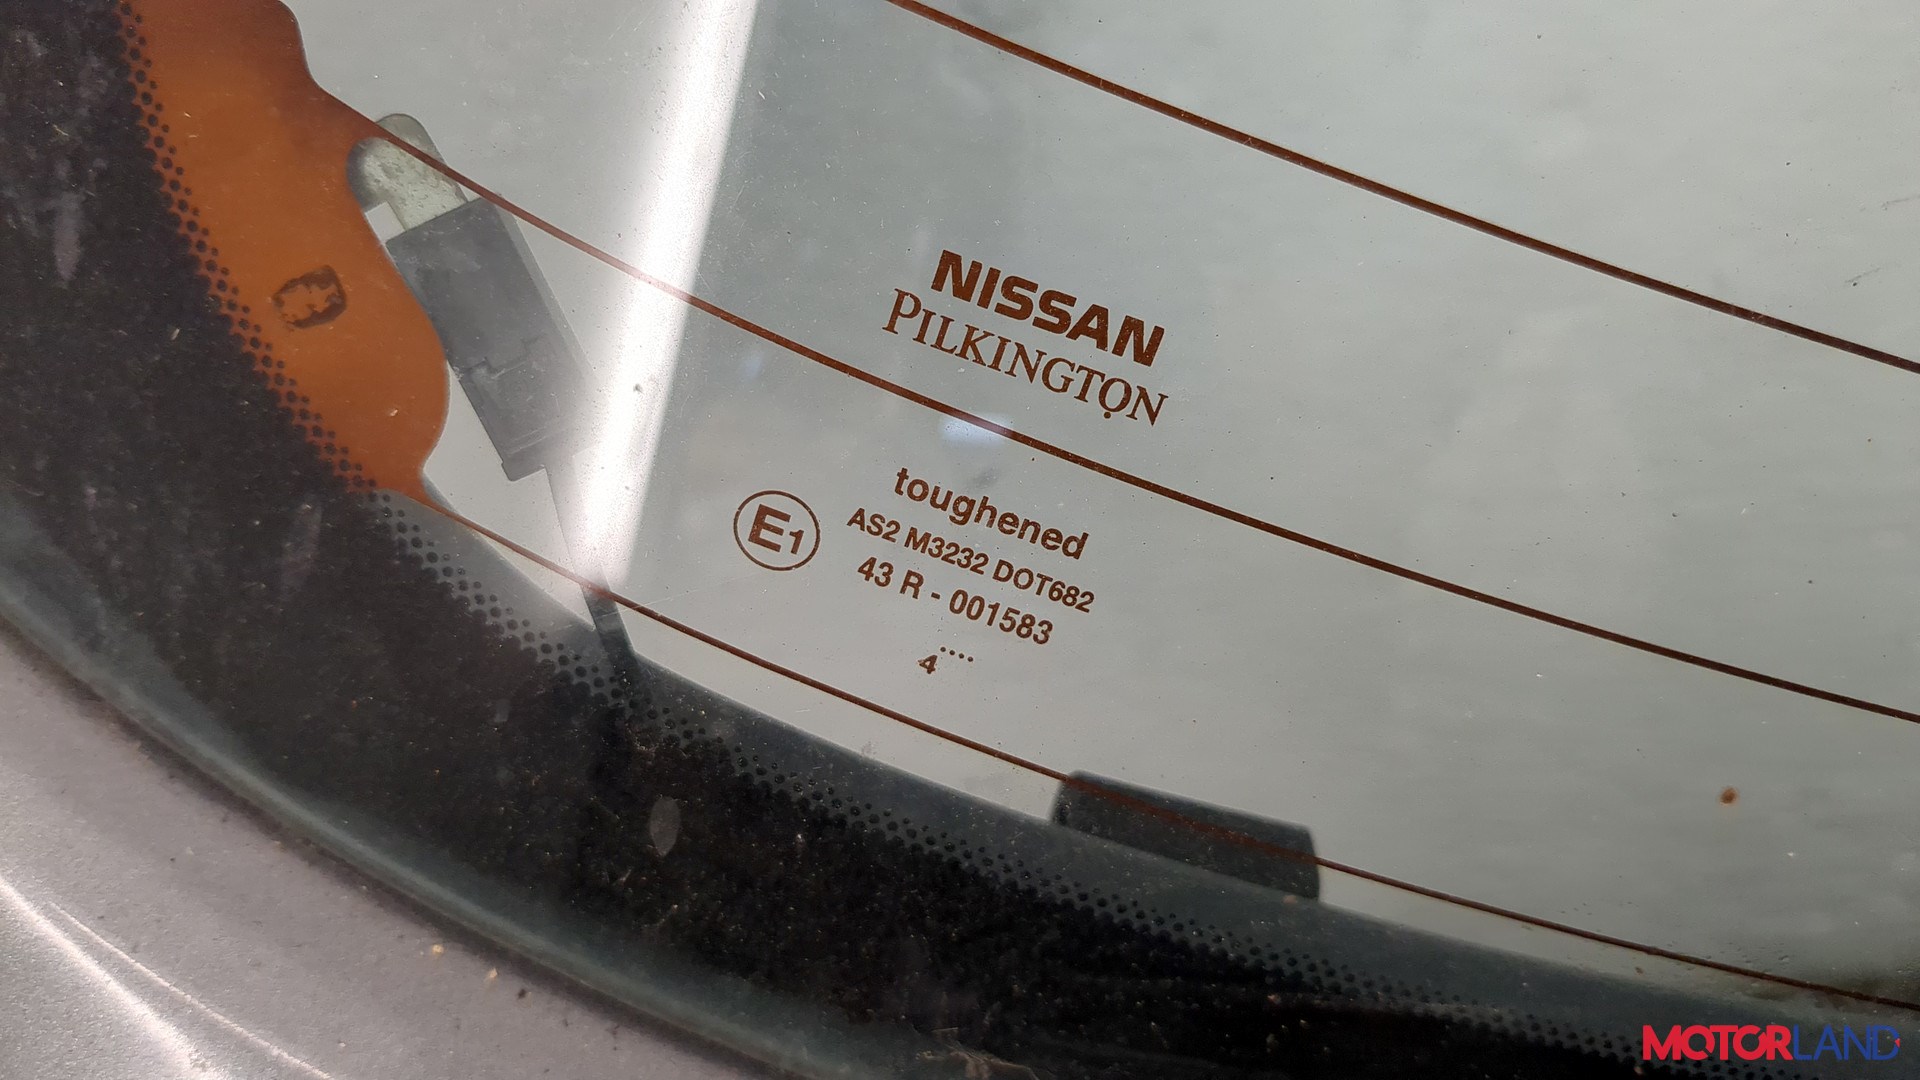 NISSAN
PILKINGTON
toughened
E1
AS2 M3232 DOT682
43 R - 001583
.....
4
MOTORLAND